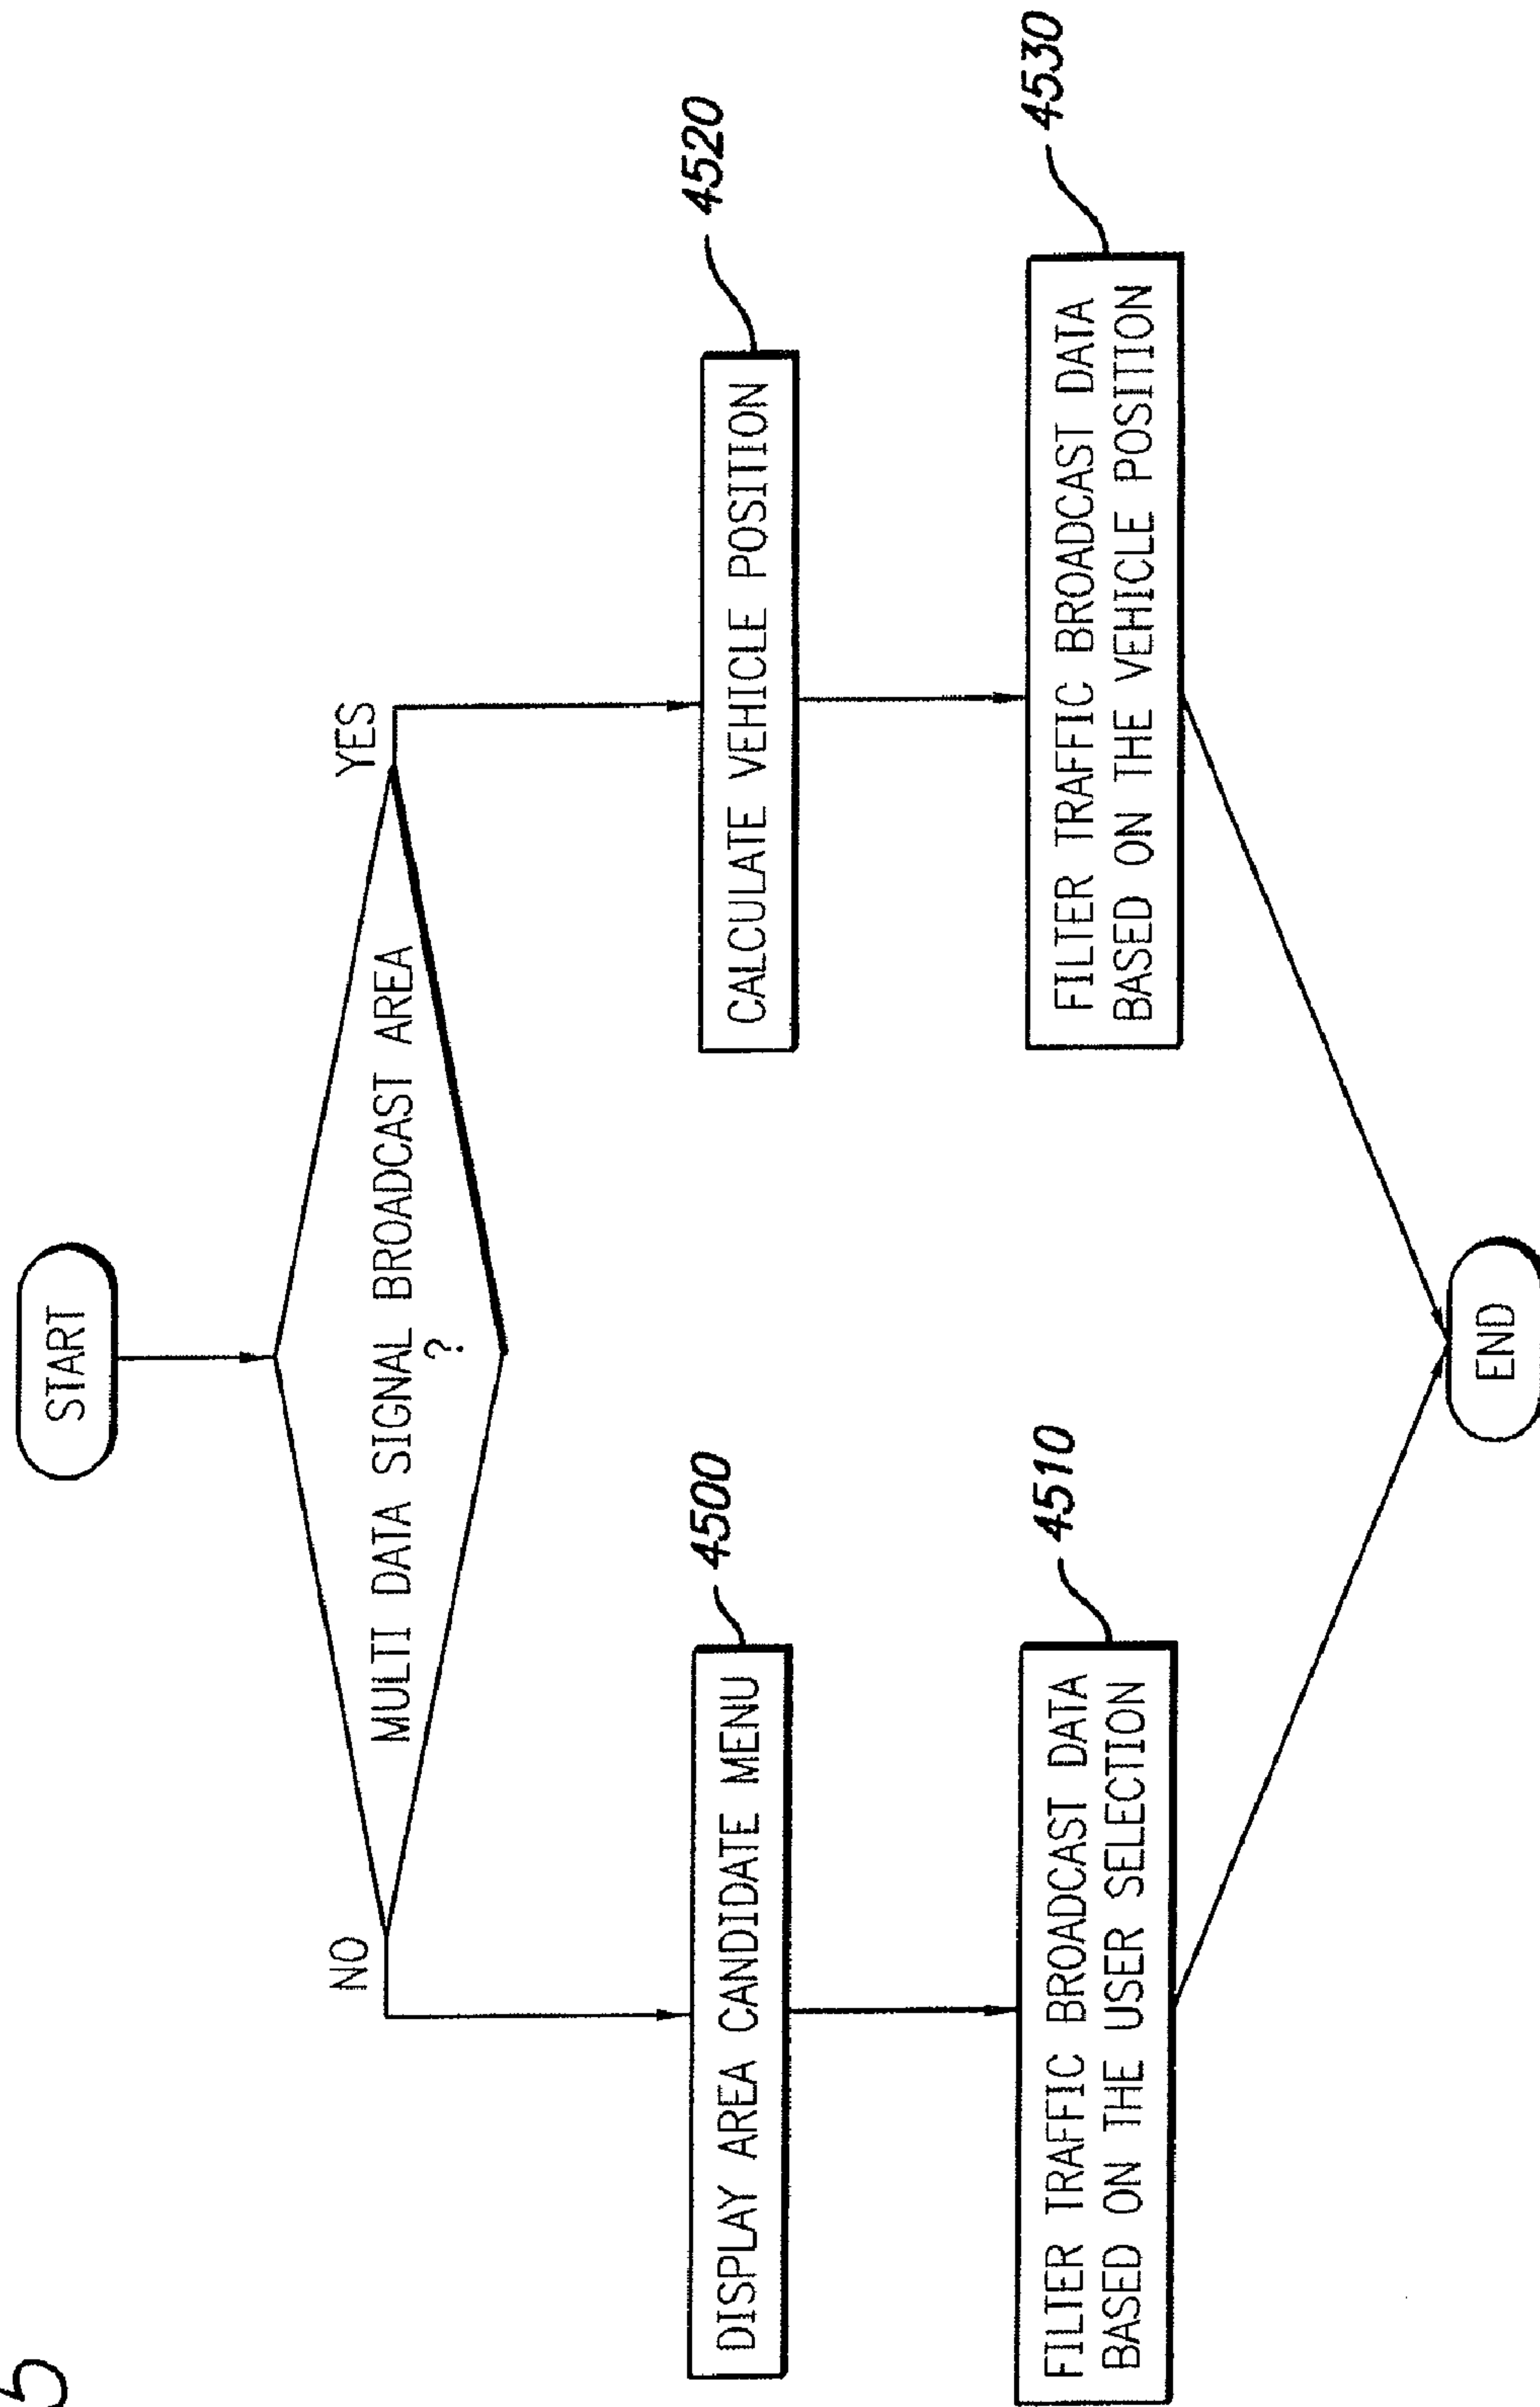 5
START
MULTI DATA SIGNAL BROADCAST AREA
?
NO
YES
DISPLAY AREA CANDIDATE MENU
4500
CALCULATE VEHICLE POSITION
4520
FILTER TRAFFIC BROADCAST DATA
BASED ON THE USER SELECTION
4510
FILTER TRAFFIC BROADCAST DATA
BASED ON THE VEHICLE POSITION
4530
END